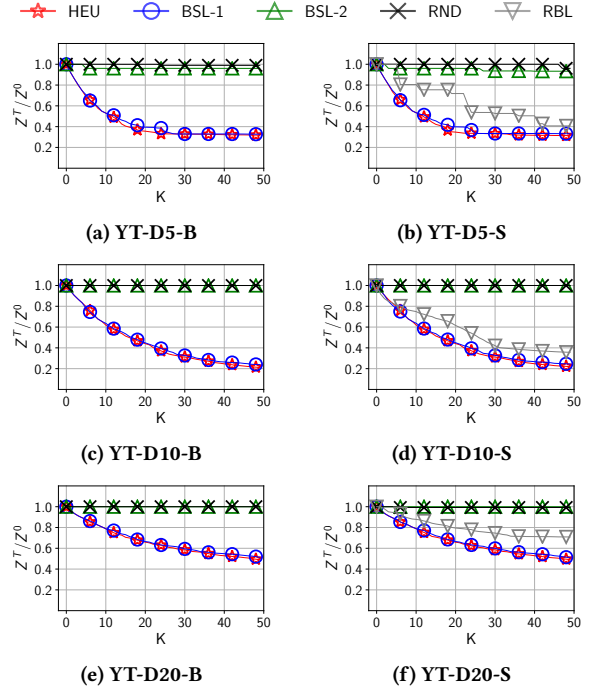 HEU BSL-1 BSL-2 RND RBL
Z^T/Z^0
1.0
0.8
0.6
0.4
0.2
0 10 20 30 40 50
K
(a) YT-D5-B
Z^T/Z^0
1.0
0.8
0.6
0.4
0.2
0 10 20 30 40 50
K
(b) YT-D5-S
Z^T/Z^0
1.0
0.8
0.6
0.4
0.2
0 10 20 30 40 50
K
(c) YT-D10-B
Z^T/Z^0
1.0
0.8
0.6
0.4
0.2
0 10 20 30 40 50
K
(d) YT-D10-S
Z^T/Z^0
1.0
0.8
0.6
0.4
0.2
0 10 20 30 40 50
K
(e) YT-D20-B
Z^T/Z^0
1.0
0.8
0.6
0.4
0.2
0 10 20 30 40 50
K
(f) YT-D20-S